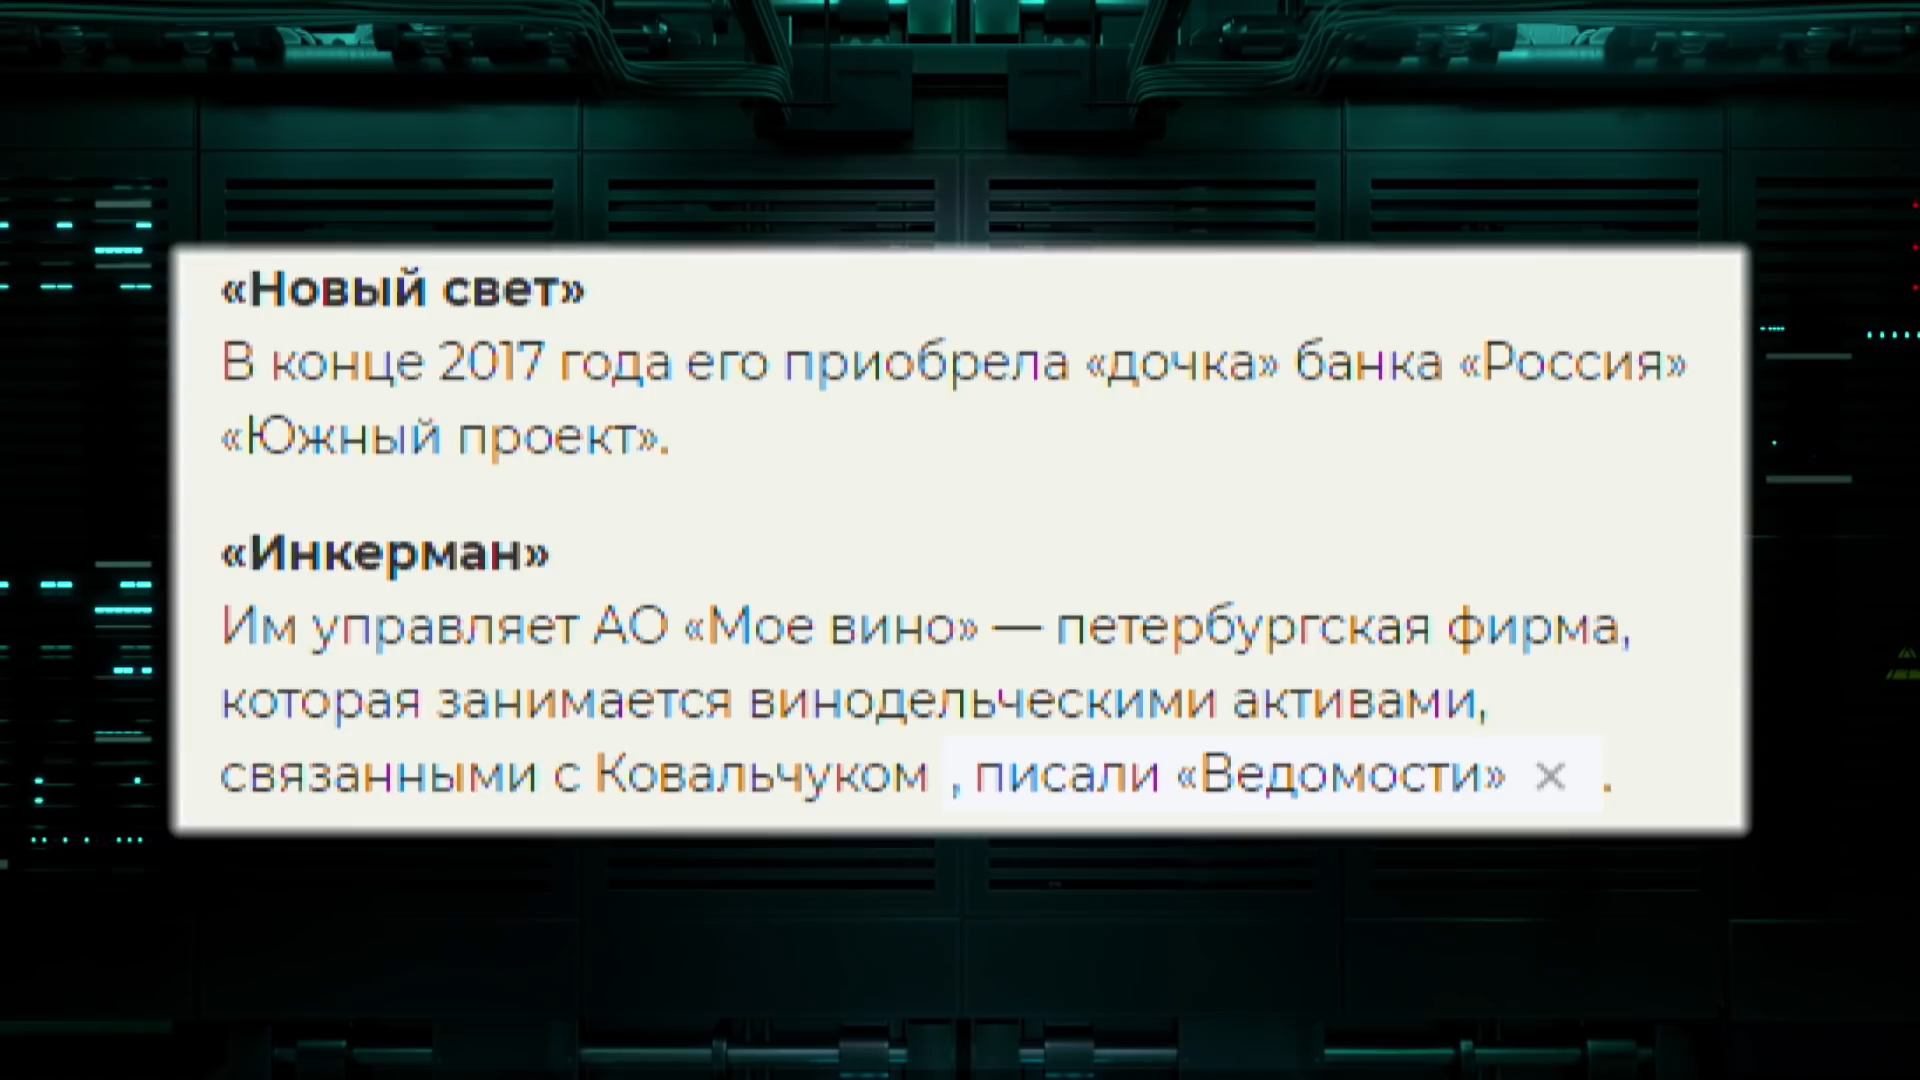 «Новый свет»
В конце 2017 года его приобрела «дочка» банка «Россия»
«Южный проект».
«Инкерман»
Им управляет АО «Мое вино» — петербургская фирма,
которая занимается винодельческими активами,
связанными с Ковальчуком , писали «Ведомости» × .